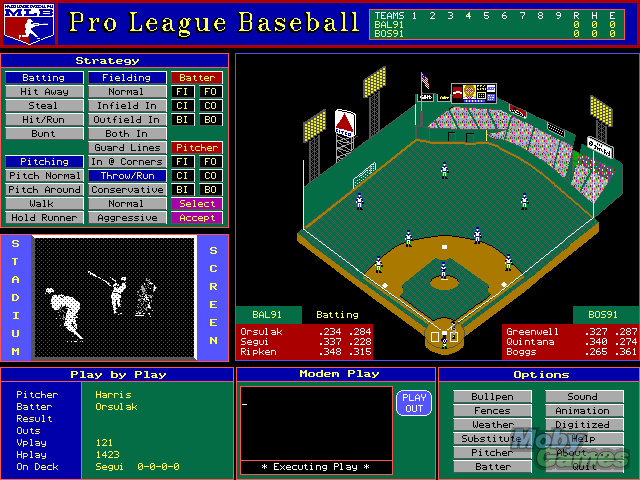 MLB
Pro League Baseball
TEAMS 1 2 3 4 5 6 7 8 9 R H E
BAL91 0 0 0
BOS91 0 0 0
Strategy
Batting Fielding Batter
Hit Away Normal FI FO
Steal Infield In CI CO
Hit/Run Outfield In BI BO
Bunt Both In
Guard Lines Pitcher
Pitching In @ Corners FI FO
Pitch Normal Throw/Run CI CO
Pitch Around Conservative BI BO
Walk Normal Select
Hold Runner Aggressive Accept
STADIUM
SCREEN
CITGO
BAL91 Batting BOS91
Orsulak .234 .284 Greenwell .327 .287
Segui .337 .228 Quintana .340 .274
Ripken .348 .315 Boggs .265 .361
Play by Play
Pitcher Harris
Batter Orsulak
Result
Outs
Vplay 121
Hplay 1423
On Deck Segui 0-0-0-0
Modem Play
PLAY OUT
* Executing Play *
Options
Bullpen Sound
Fences Animation
Weather Digitized
Substitute Help
Pitcher About
Batter Quit
Moby Games